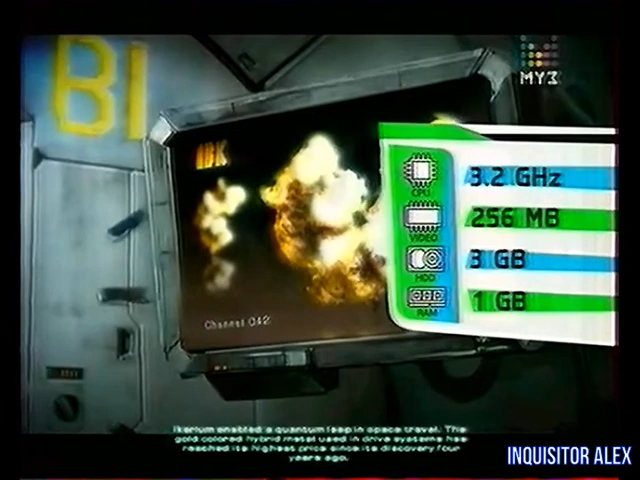 BI
МУЗ
3.2 GHz
CPU
256 MB
VIDEO
3 GB
HDD
1 GB
RAM
Channel 042
Ikarium enabled a quantum leap in space travel. The
gold colored hybrid metal used in drive systems has
reached its highest price since its discovery four
years ago.
INQUISITOR ALEX